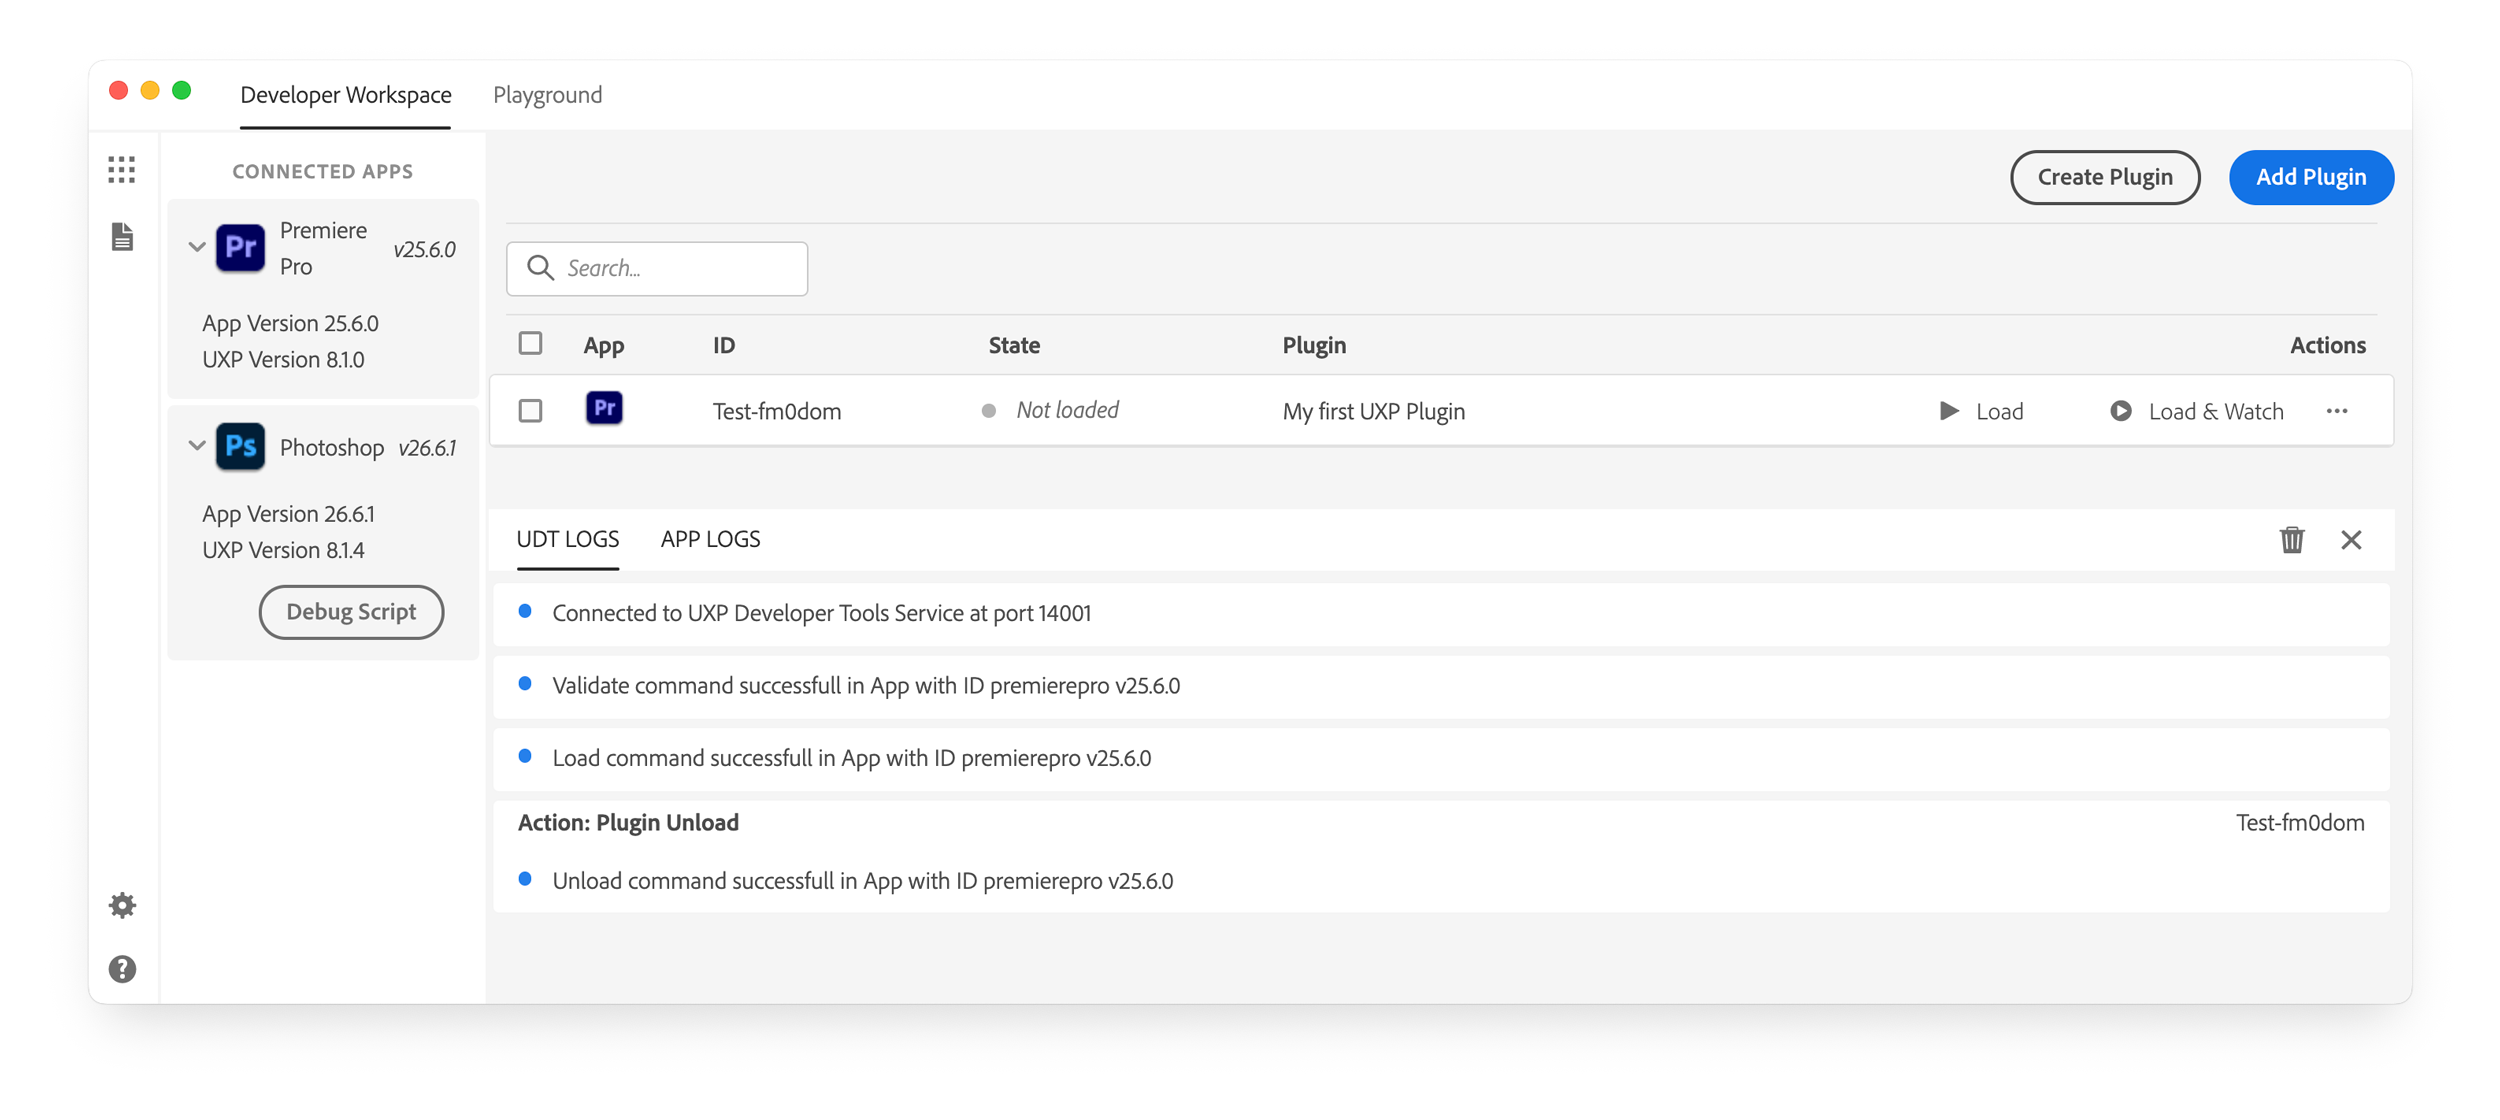 Developer Workspace Playground
CONNECTED APPS
Pr Premiere Pro v25.6.0
App Version 25.6.0
UXP Version 8.1.0
Ps Photoshop v26.6.1
App Version 26.6.1
UXP Version 8.1.4
Debug Script
Create Plugin Add Plugin
Search...
App ID State Plugin Actions
Pr Test-fm0dom Not loaded My first UXP Plugin Load Load & Watch ...
UDT LOGS APP LOGS
Connected to UXP Developer Tools Service at port 14001
Validate command successfull in App with ID premierepro v25.6.0
Load command successfull in App with ID premierepro v25.6.0
Action: Plugin Unload Test-fm0dom
Unload command successfull in App with ID premierepro v25.6.0
?